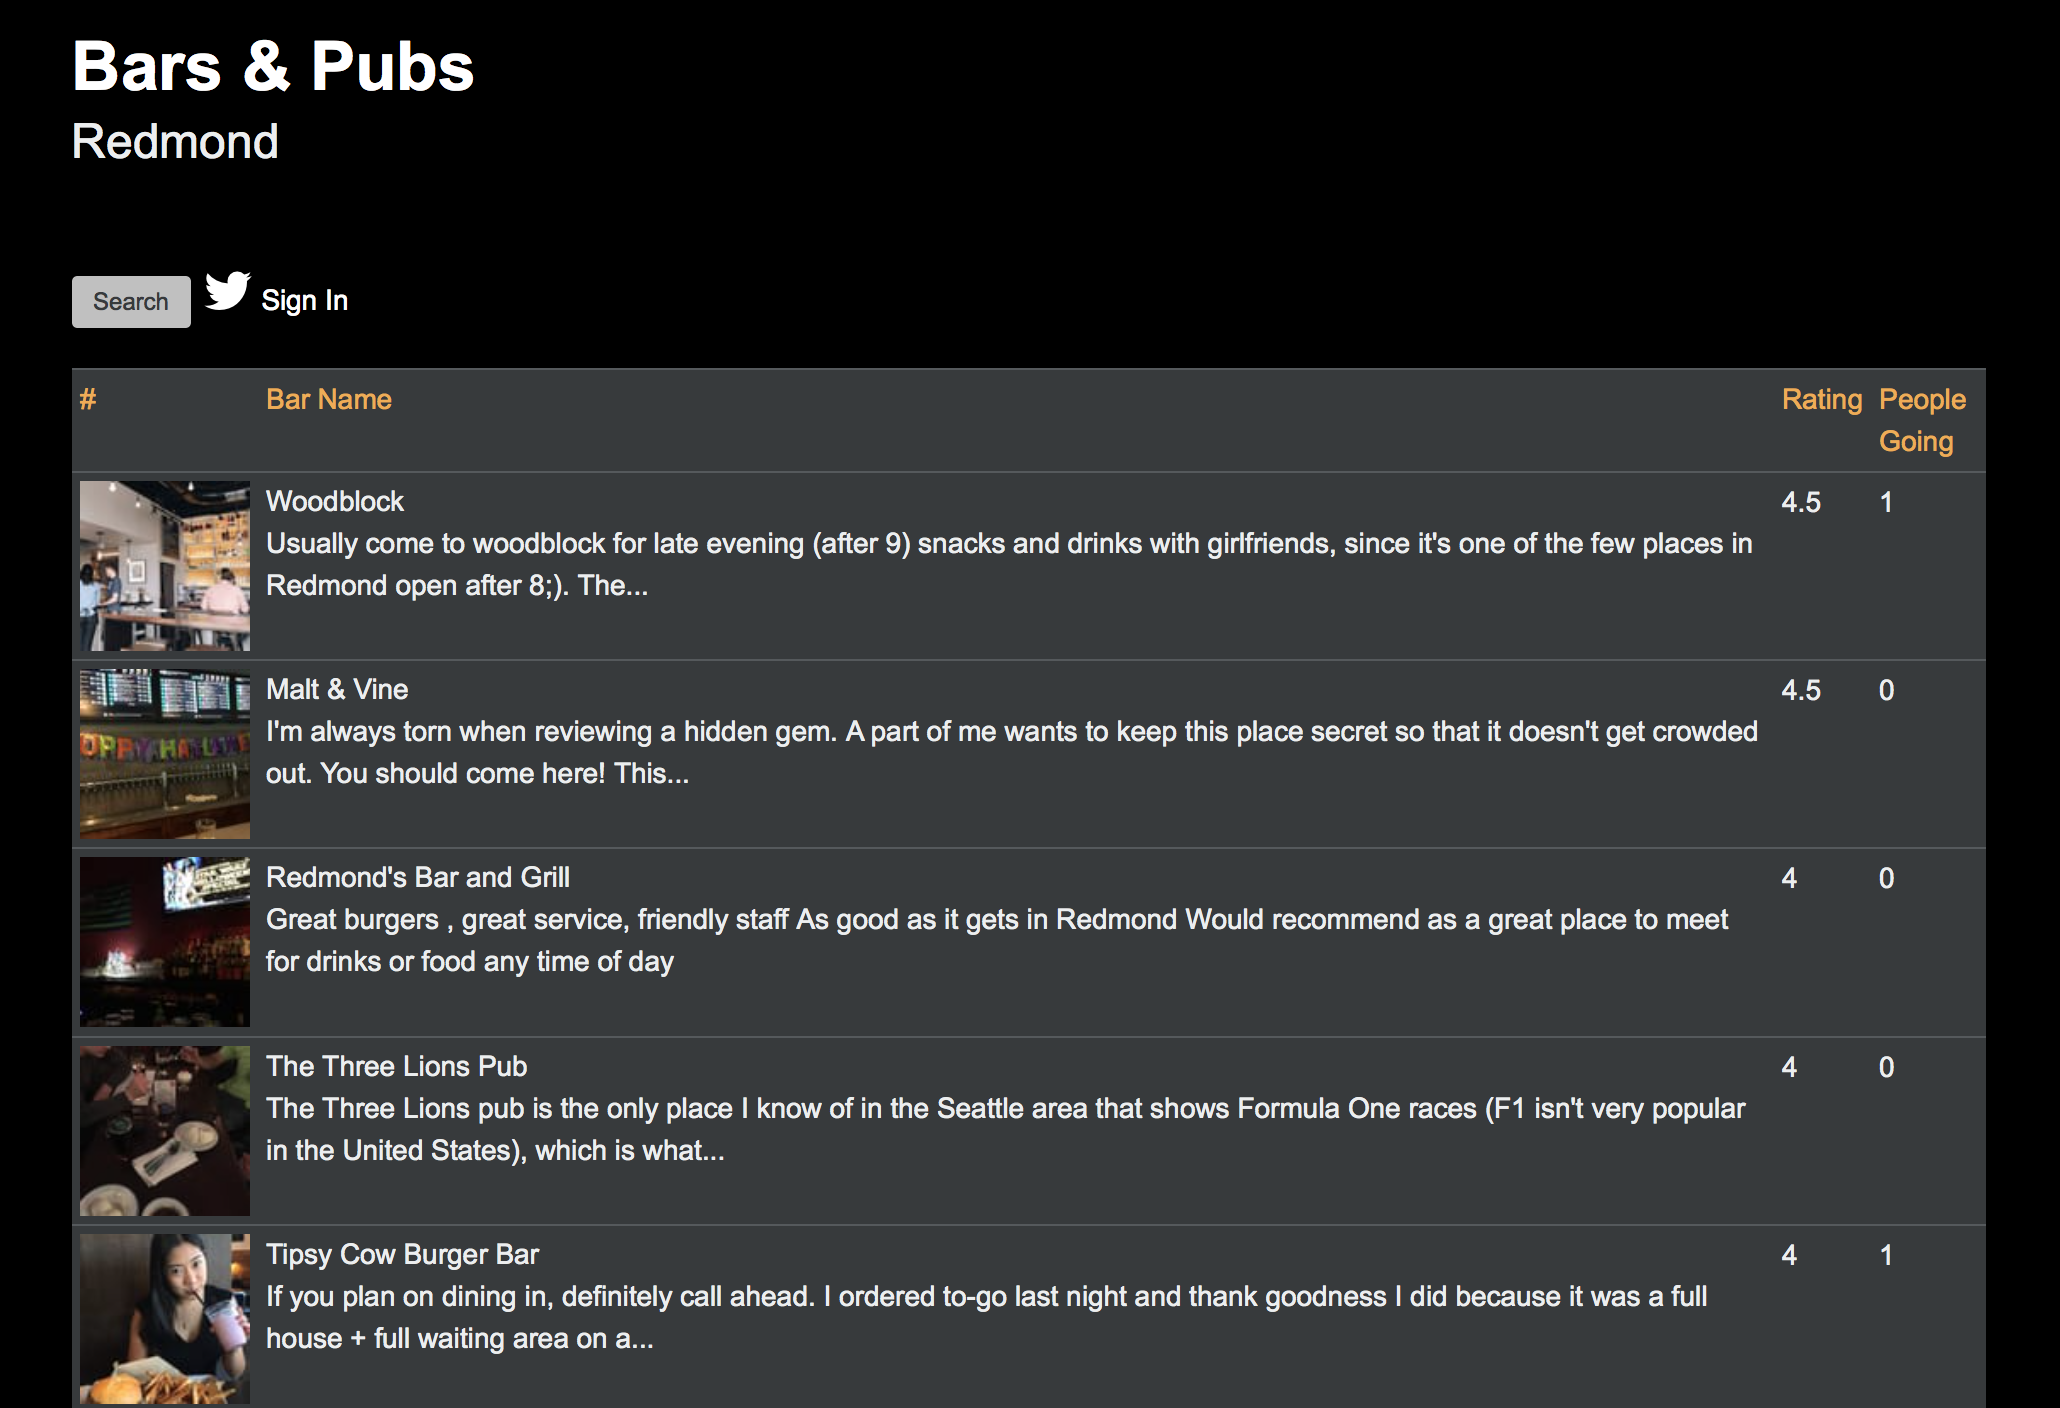 Bars & Pubs
Redmond
Search
Sign In
# Bar Name Rating People
Going
Woodblock 4.5 1
Usually come to woodblock for late evening (after 9) snacks and drinks with girlfriends, since it's one of the few places in
Redmond open after 8;). The...
Malt & Vine 4.5 0
I'm always torn when reviewing a hidden gem. A part of me wants to keep this place secret so that it doesn't get crowded
out. You should come here! This...
Redmond's Bar and Grill 4 0
Great burgers , great service, friendly staff As good as it gets in Redmond Would recommend as a great place to meet
for drinks or food any time of day
The Three Lions Pub 4 0
The Three Lions pub is the only place I know of in the Seattle area that shows Formula One races (F1 isn't very popular
in the United States), which is what...
Tipsy Cow Burger Bar 4 1
If you plan on dining in, definitely call ahead. I ordered to-go last night and thank goodness I did because it was a full
house + full waiting area on a...